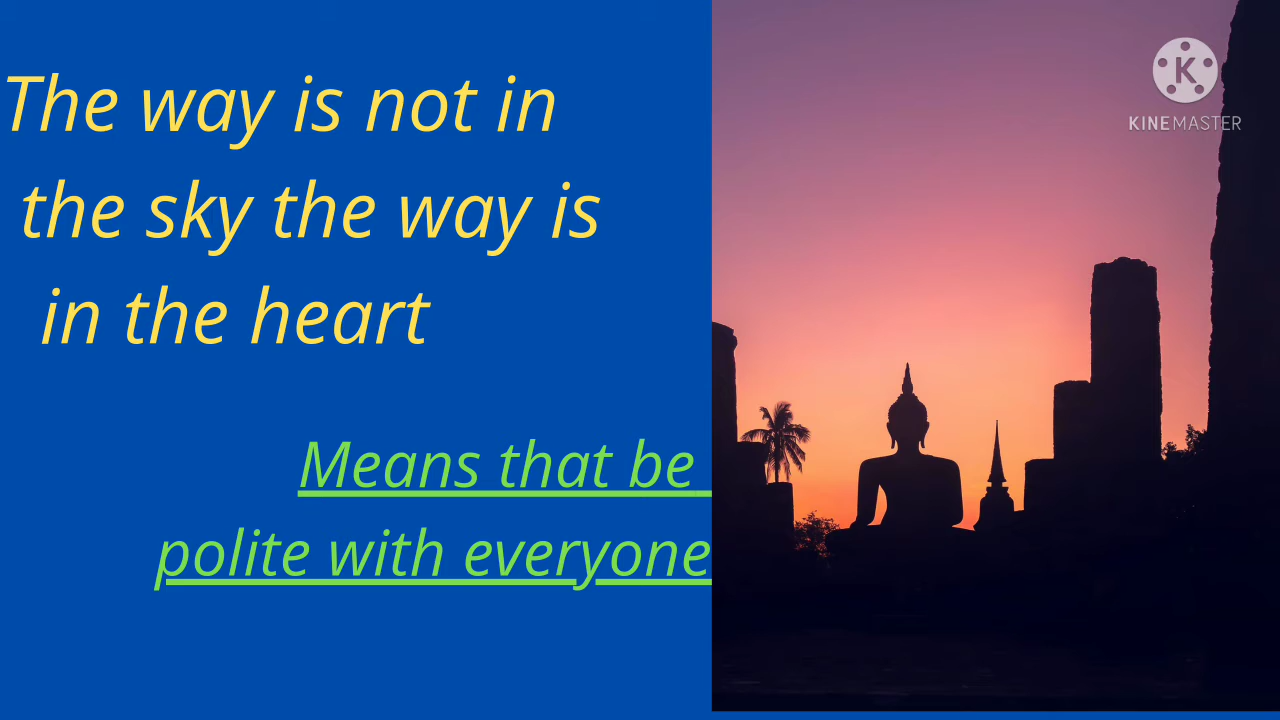 The way is not in
the sky the way is
in the heart
Means that be
polite with everyone
K
KINEMASTER